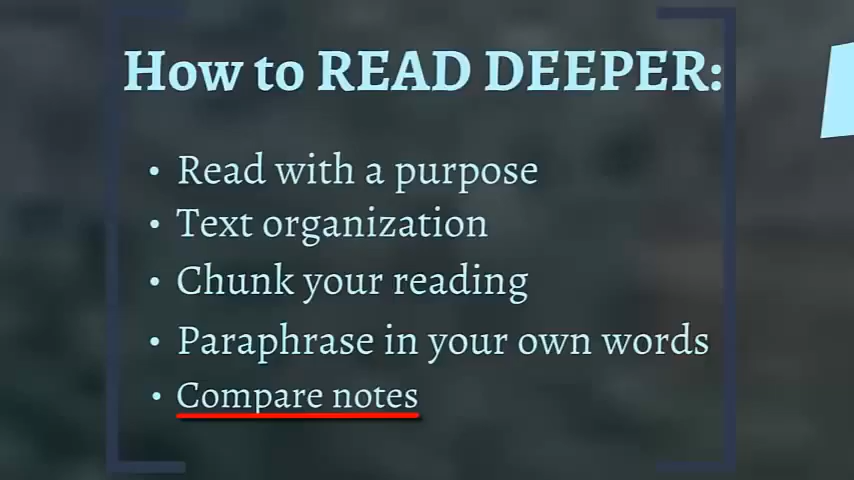 How to READ DEEPER:
• Read with a purpose
• Text organization
• Chunk your reading
• Paraphrase in your own words
• Compare notes